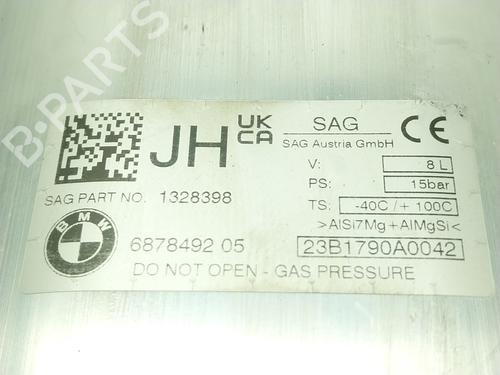 JH
UK
CA
SAG
SAG Austria GmbH
CE
V: 8 L
PS: 15bar
TS: -40C / + 100C
>AlSi7Mg+AlMgSi<
SAG PART NO. 1328398
BMW
6878492 05
23B1790A0042
DO NOT OPEN - GAS PRESSURE
B-PARTS